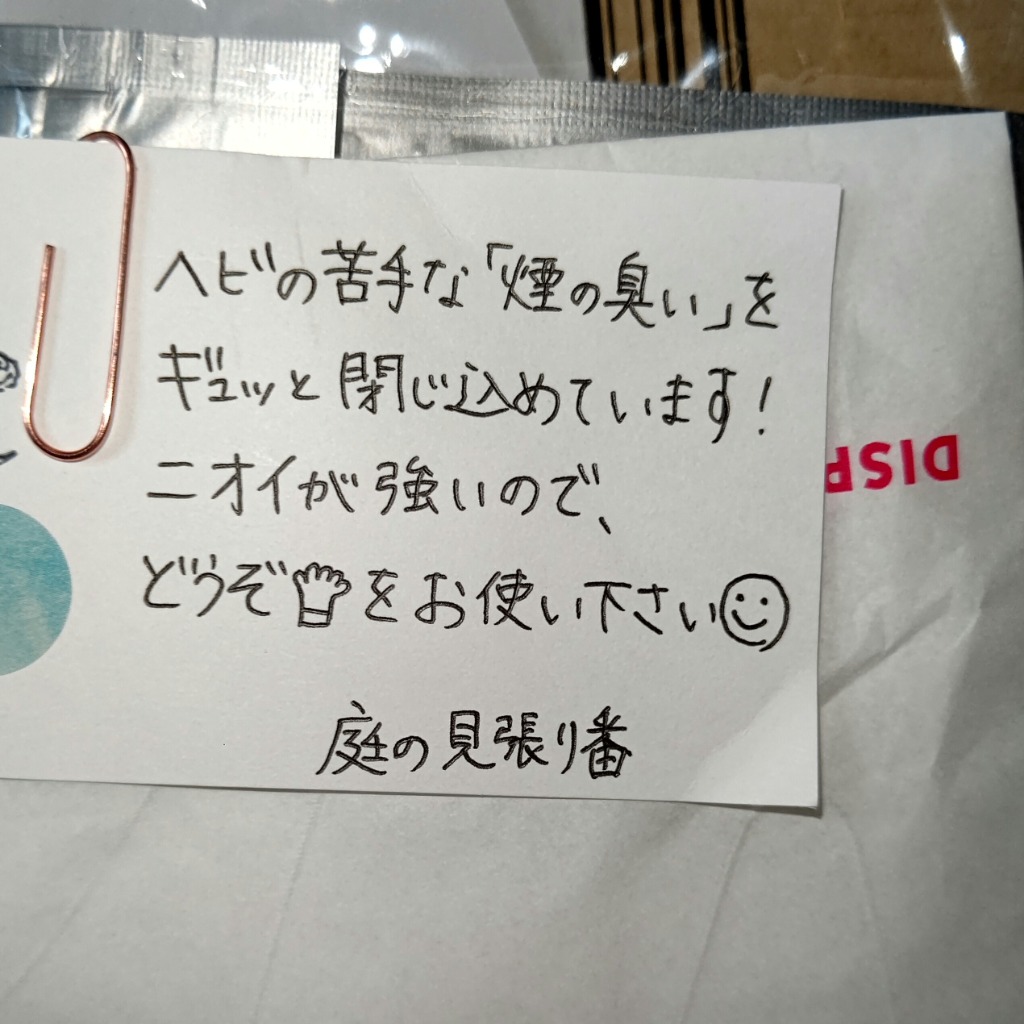 ヘビの苦手な「煙の臭い」を
ギュッと閉じ込めています!
ニオイが強いので、
どうぞをお使い下さい
庭の見張り番
DISP